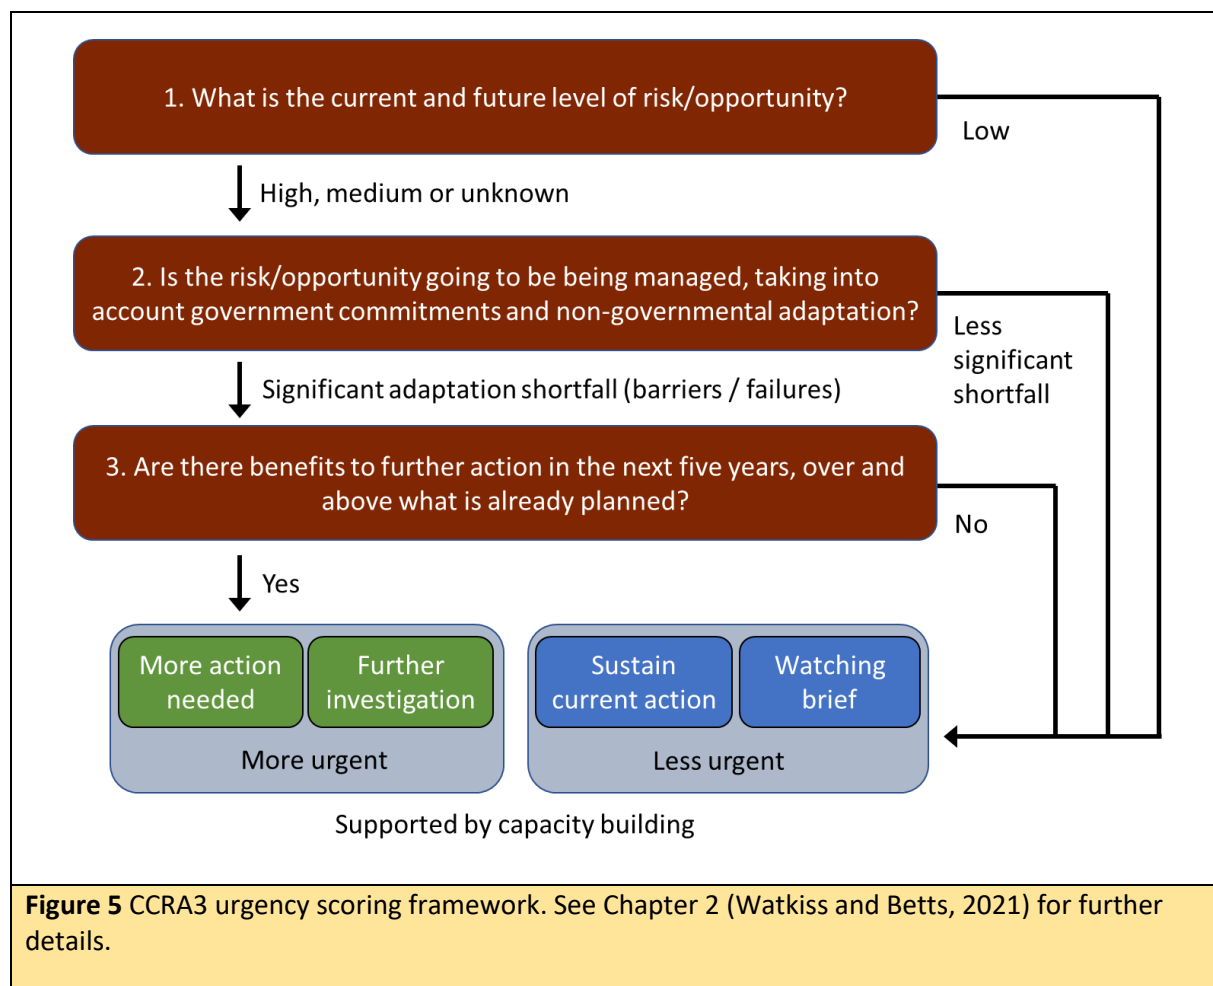 1. What is the current and future level of risk/opportunity?
Low
High, medium or unknown
2. Is the risk/opportunity going to be being managed, taking into
account government commitments and non-governmental adaptation?
Less
significant
shortfall
Significant adaptation shortfall (barriers / failures)
3. Are there benefits to further action in the next five years, over and
above what is already planned?
No
Yes
More action
needed
Further
investigation
More urgent
Sustain
current action
Watching
brief
Less urgent
Supported by capacity building
Figure 5 CCRA3 urgency scoring framework. See Chapter 2 (Watkiss and Betts, 2021) for further
details.